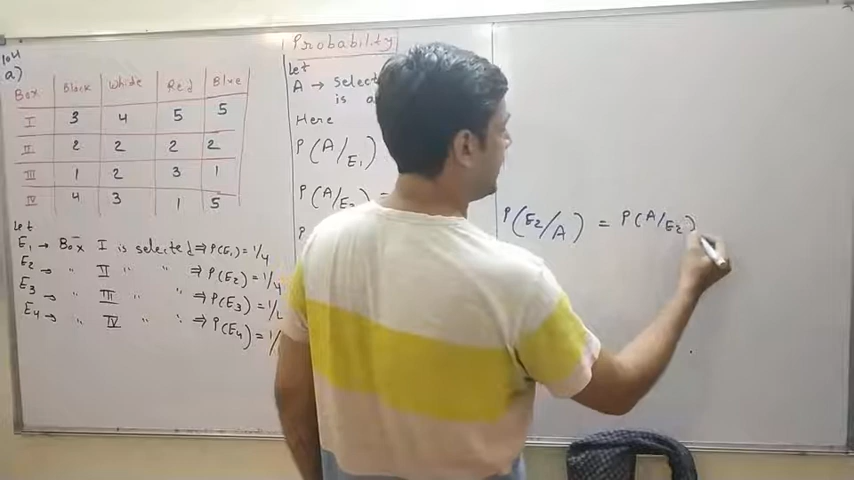 104
a)
Box Black White Red Blue
I 3 4 5 5
II 2 2 2 2
III 1 2 3 1
IV 4 3 1 5
Let
E₁ → Box I is selected ⇒ P(E₁) = 1/4
E₂ → " II " " ⇒ P(E₂) = 1/4
E₃ → " III " " ⇒ P(E₃) = 1/
E₄ → " IV " " ⇒ P(E₄) = 1/
Probability
Let
A → Select
is a
Here
P(A/E₁)
P(A/E₂) =
P(E₂/A) = P(A/E₂)